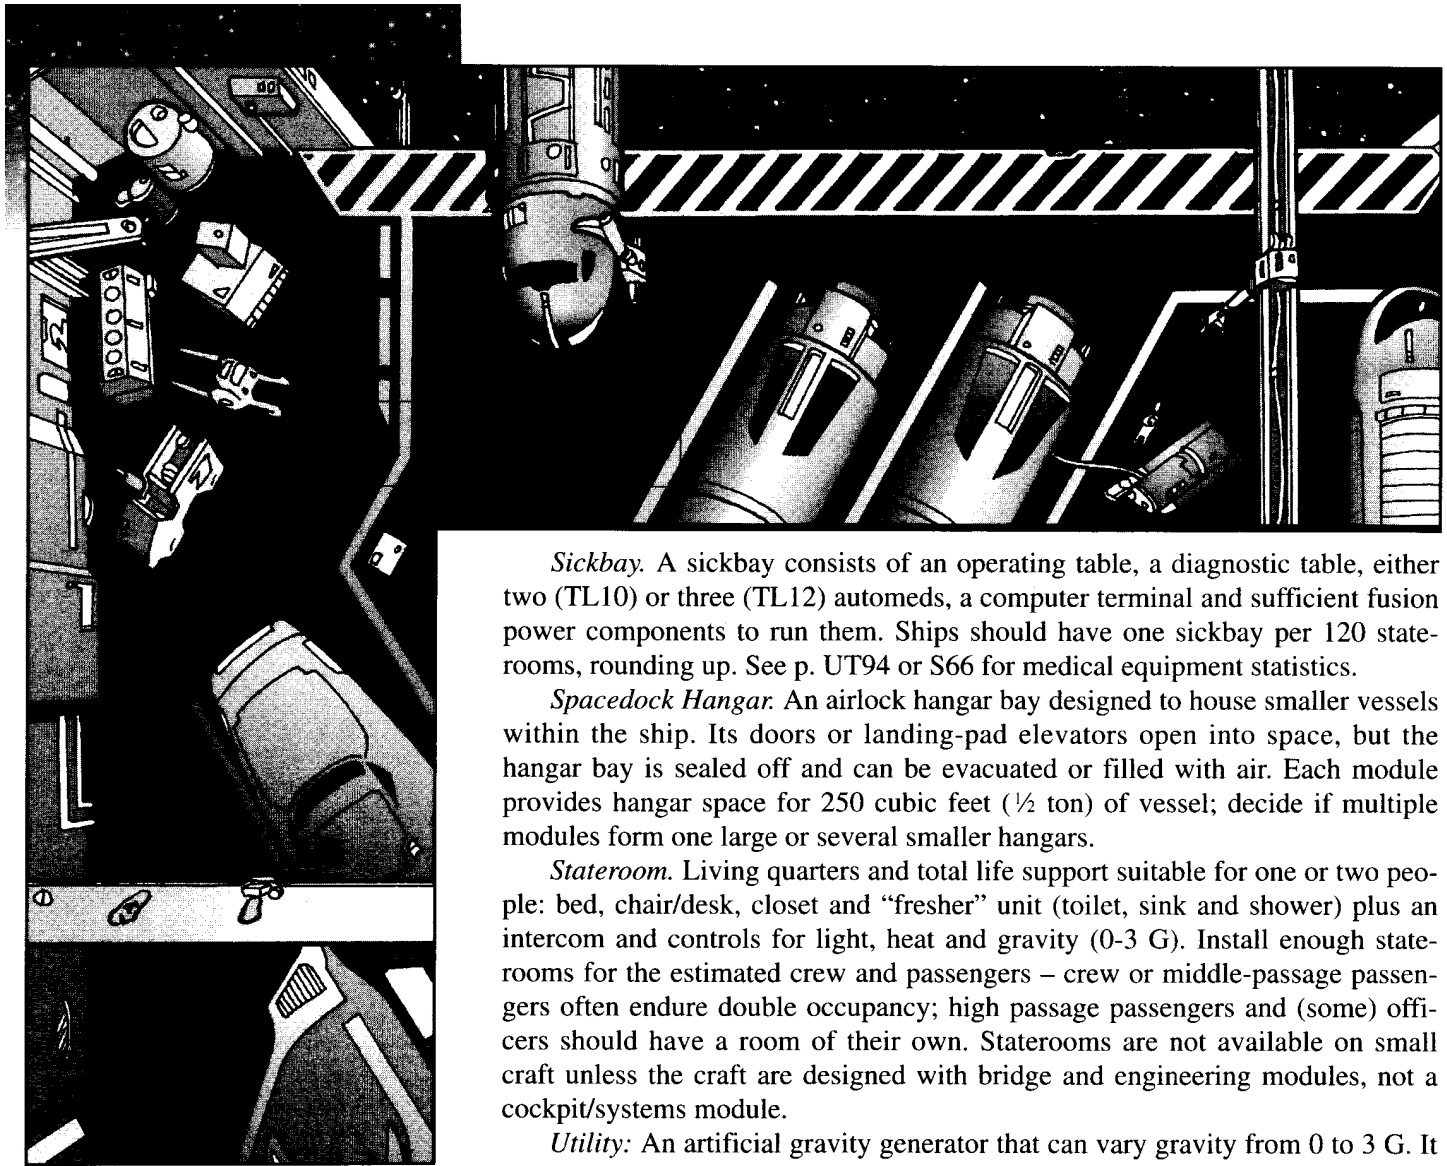 Sickbay. A sickbay consists of an operating table, a diagnostic table, either
two (TL10) or three (TL12) automeds, a computer terminal and sufficient fusion
power components to run them. Ships should have one sickbay per 120 state-
rooms, rounding up. See p. UT94 or S66 for medical equipment statistics.
Spacedock Hangar. An airlock hangar bay designed to house smaller vessels
within the ship. Its doors or landing-pad elevators open into space, but the
hangar bay is sealed off and can be evacuated or filled with air. Each module
provides hangar space for 250 cubic feet (½ ton) of vessel; decide if multiple
modules form one large or several smaller hangars.
Stateroom. Living quarters and total life support suitable for one or two peo-
ple: bed, chair/desk, closet and “fresher” unit (toilet, sink and shower) plus an
intercom and controls for light, heat and gravity (0-3 G). Install enough state-
rooms for the estimated crew and passengers – crew or middle-passage passen-
gers often endure double occupancy; high passage passengers and (some) offi-
cers should have a room of their own. Staterooms are not available on small
craft unless the craft are designed with bridge and engineering modules, not a
cockpit/systems module.
Utility: An artificial gravity generator that can vary gravity from 0 to 3 G. It